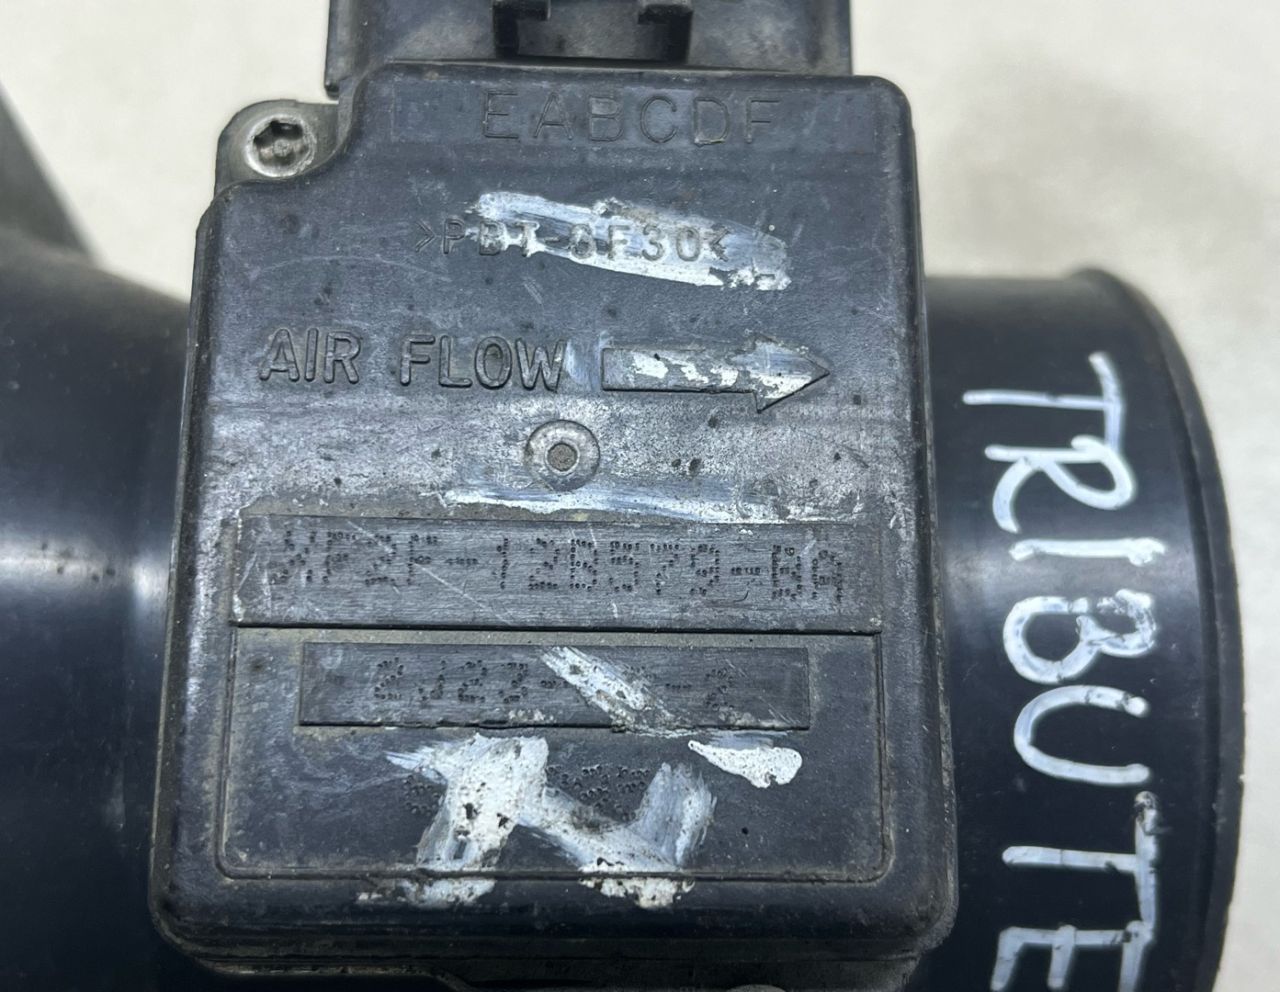 EABCDF
>PBT-GF30<
AIR FLOW
XF2F-12B579-BA
TRIBUTE